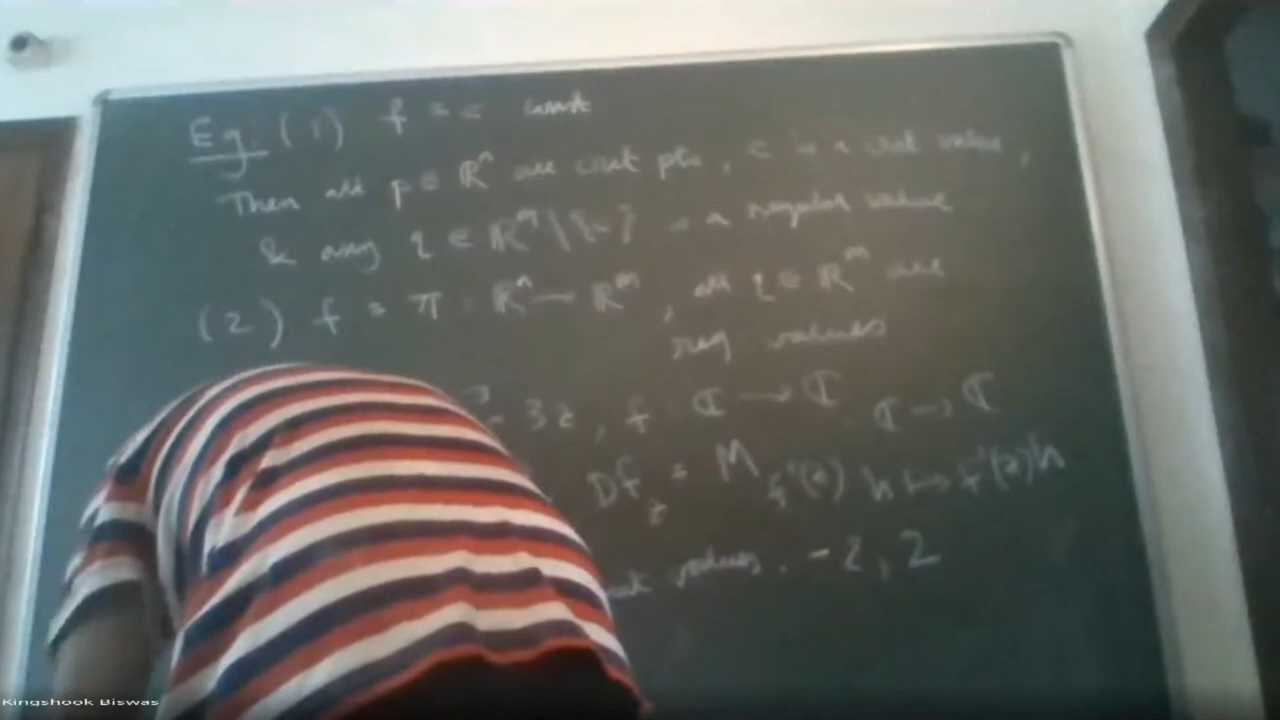 Eg. (1) f = c const
Then all p ∈ ℝⁿ are crit pts, c is a crit value,
& any q ∈ ℝᵐ\{c} is a regular value
(2) f = π : ℝⁿ → ℝᵐ, all q ∈ ℝᵐ are
reg values
3z, f : ℂ → ℂ ℂ → ℂ
Df_z = M_f'(z) h ↦ f'(z)h
values. -2, 2
Kingshook Biswas